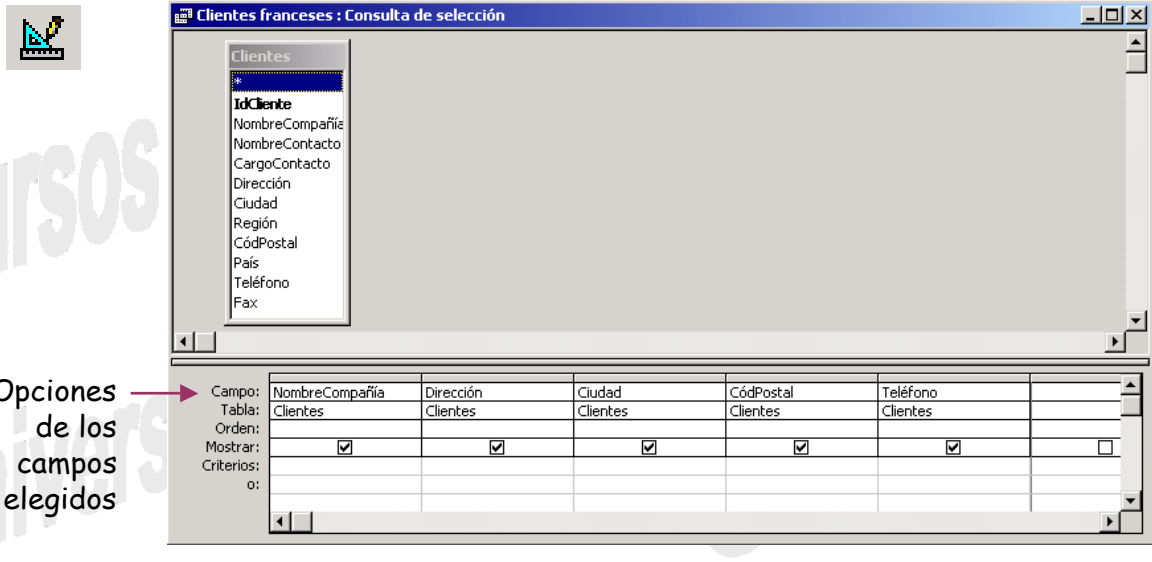 Clientes franceses : Consulta de selección
Clientes
*
IdCliente
NombreCompañía
NombreContacto
CargoContacto
Dirección
Ciudad
Región
CódPostal
País
Teléfono
Fax
Opciones
de los
campos
elegidos
Campo: NombreCompañía Dirección Ciudad CódPostal Teléfono
Tabla: Clientes Clientes Clientes Clientes Clientes
Orden:
Mostrar:
Criterios:
o: